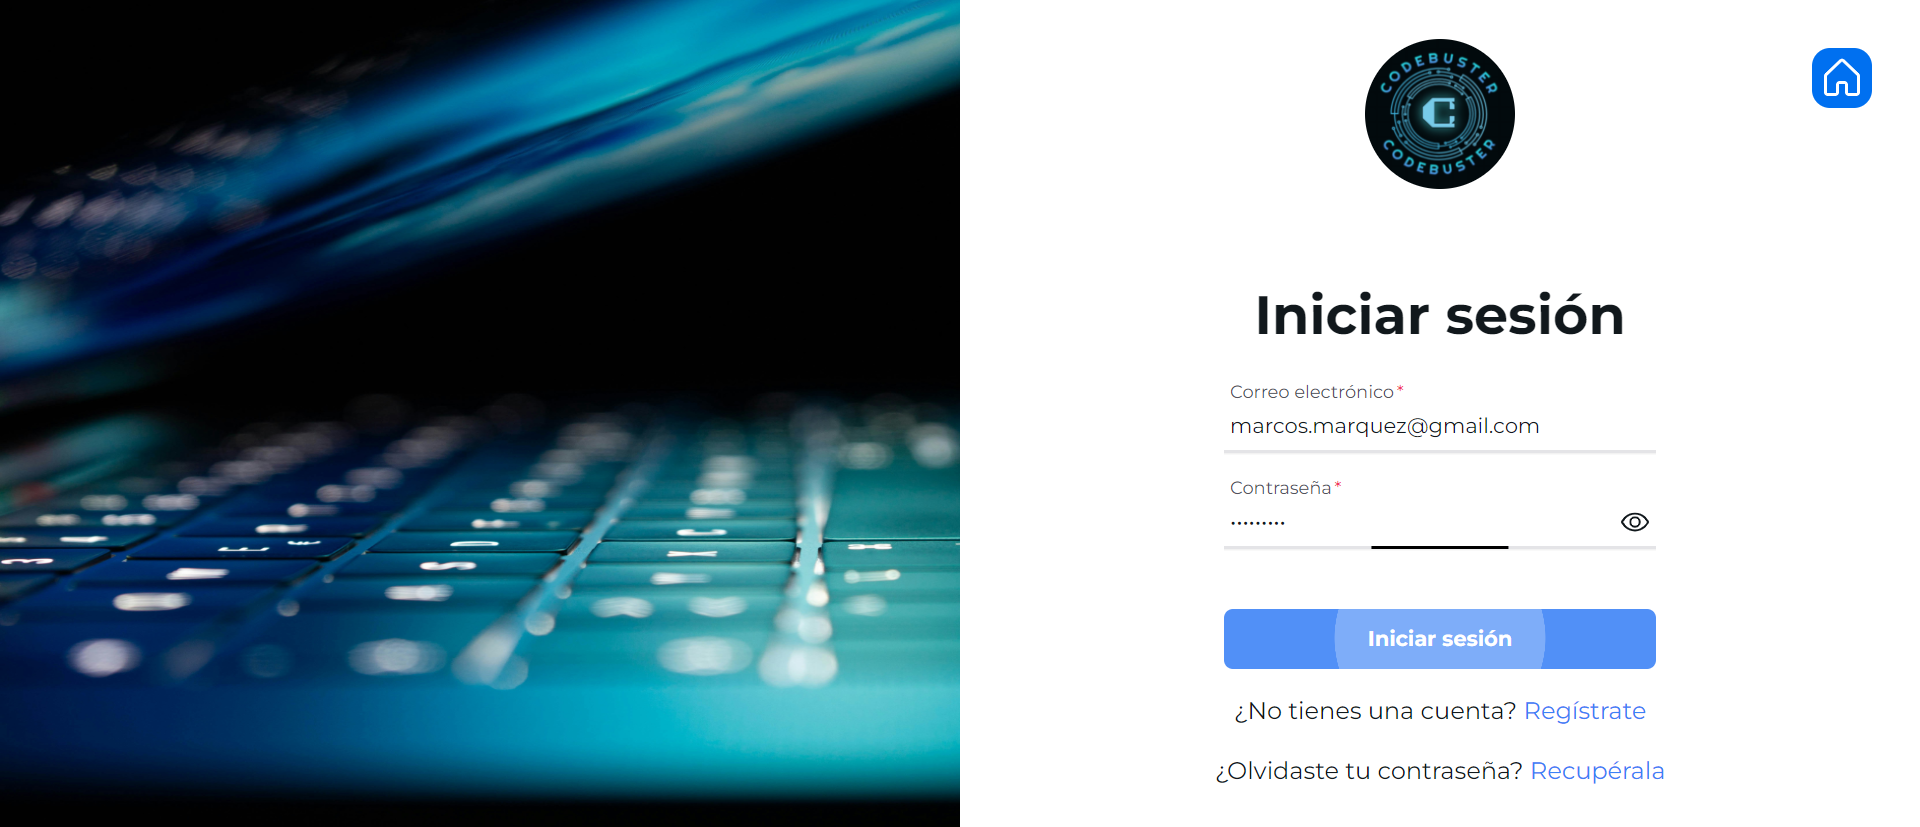 CODEBUSTER
C
CODEBUSTER
Iniciar sesión
Correo electrónico*
marcos.marquez@gmail.com
Contraseña*
•••••••••
Iniciar sesión
¿No tienes una cuenta? Regístrate
¿Olvidaste tu contraseña? Recupérala